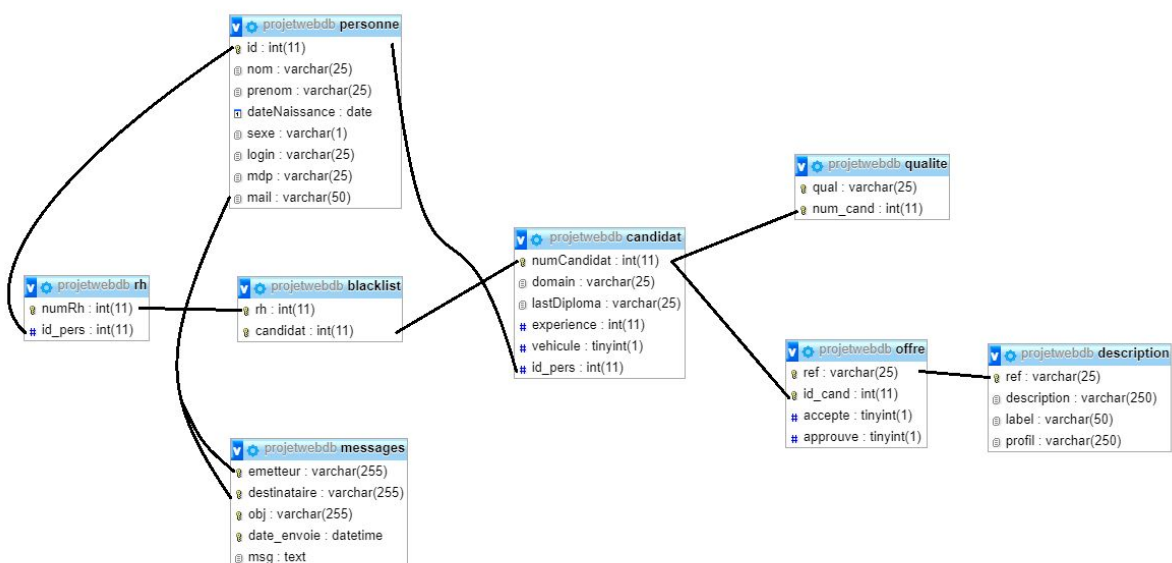 projetwebdb personne
id : int(11)
nom : varchar(25)
prenom : varchar(25)
dateNaissance : date
sexe : varchar(1)
login : varchar(25)
mdp : varchar(25)
mail : varchar(50)
projetwebdb qualite
qual : varchar(25)
num_cand : int(11)
projetwebdb candidat
numCandidat : int(11)
domain : varchar(25)
lastDiploma : varchar(25)
# experience : int(11)
# vehicule : tinyint(1)
# id_pers : int(11)
projetwebdb rh
numRh : int(11)
# id_pers : int(11)
projetwebdb blacklist
rh : int(11)
candidat : int(11)
projetwebdb offre
ref : varchar(25)
id_cand : int(11)
# accepte : tinyint(1)
# approuve : tinyint(1)
projetwebdb description
ref : varchar(25)
description : varchar(250)
label : varchar(50)
profil : varchar(250)
projetwebdb messages
emetteur : varchar(255)
destinataire : varchar(255)
obj : varchar(255)
date_envoie : datetime
msg : text